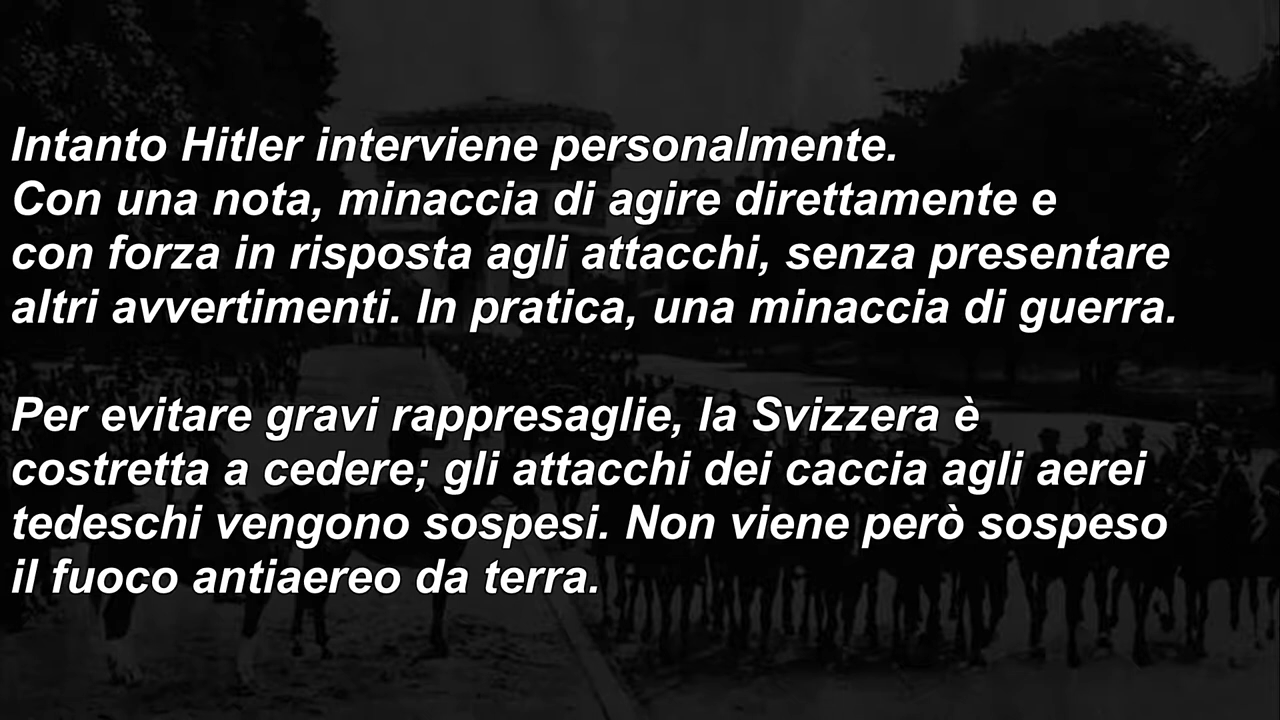 Intanto Hitler interviene personalmente.
Con una nota, minaccia di agire direttamente e
con forza in risposta agli attacchi, senza presentare
altri avvertimenti. In pratica, una minaccia di guerra.
Per evitare gravi rappresaglie, la Svizzera è
costretta a cedere; gli attacchi dei caccia agli aerei
tedeschi vengono sospesi. Non viene però sospeso
il fuoco antiaereo da terra.